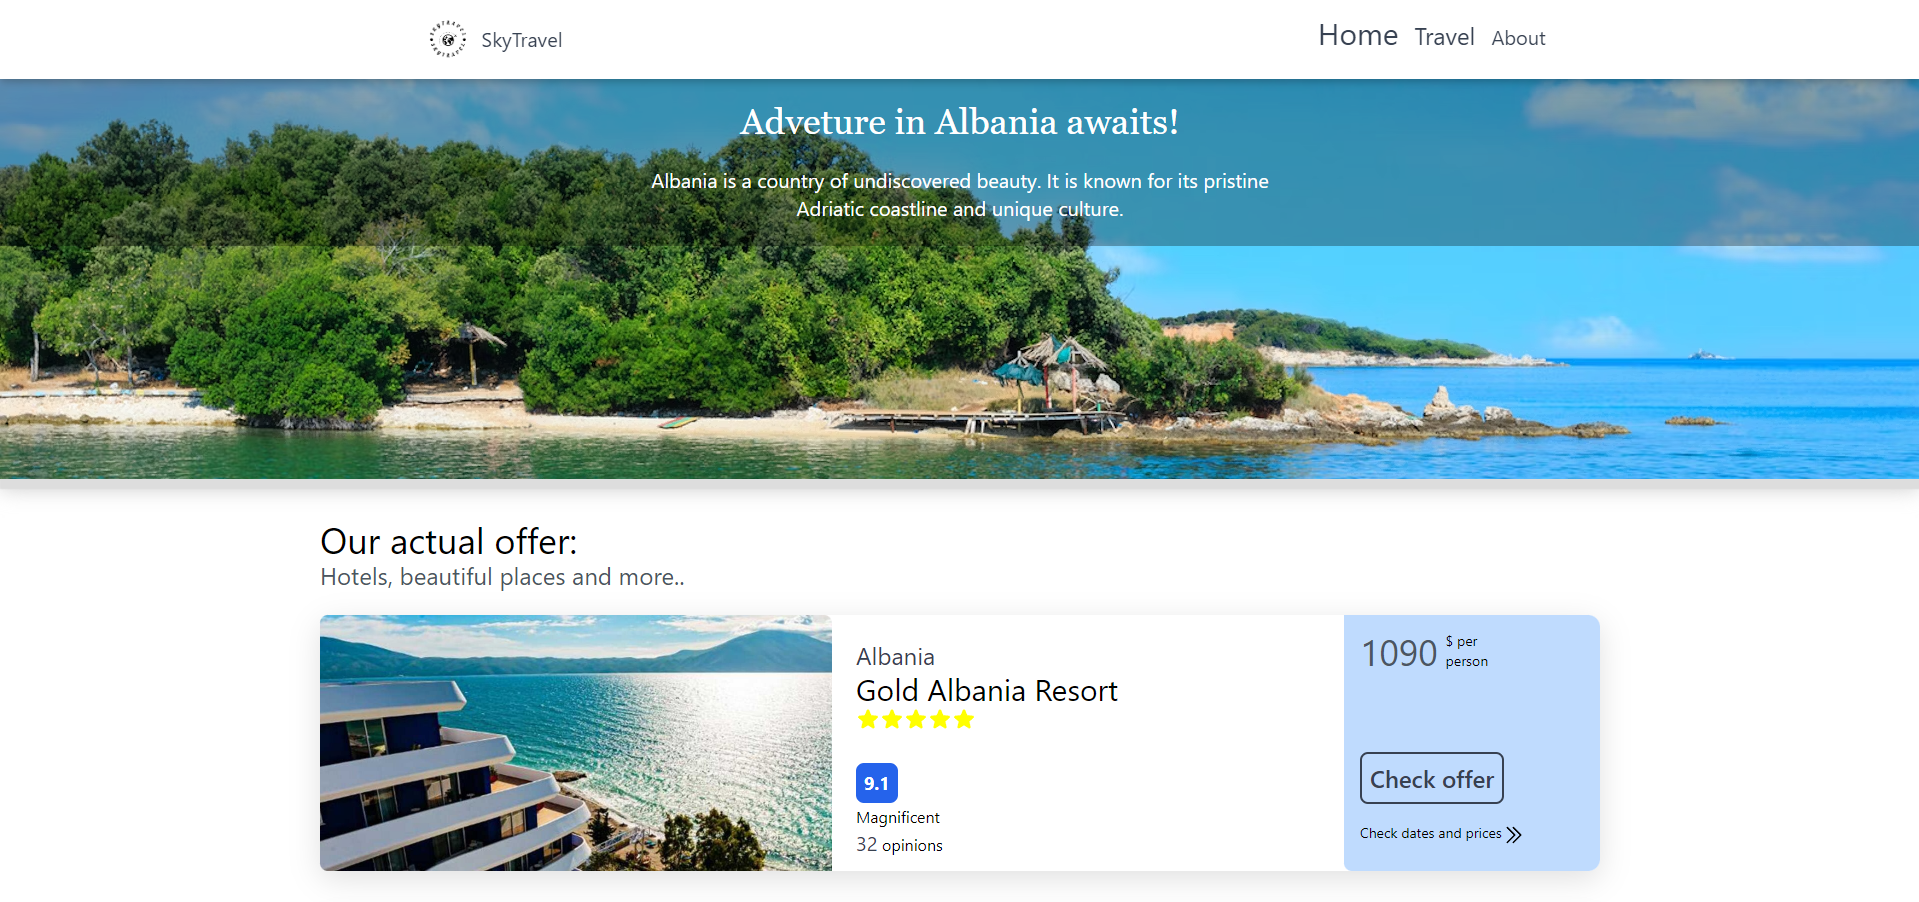 SkyTravel
Home Travel About
Adveture in Albania awaits!
Albania is a country of undiscovered beauty. It is known for its pristine
Adriatic coastline and unique culture.
Our actual offer:
Hotels, beautiful places and more..
Albania
Gold Albania Resort
9.1
Magnificent
32 opinions
1090 $ per
person
Check offer
Check dates and prices